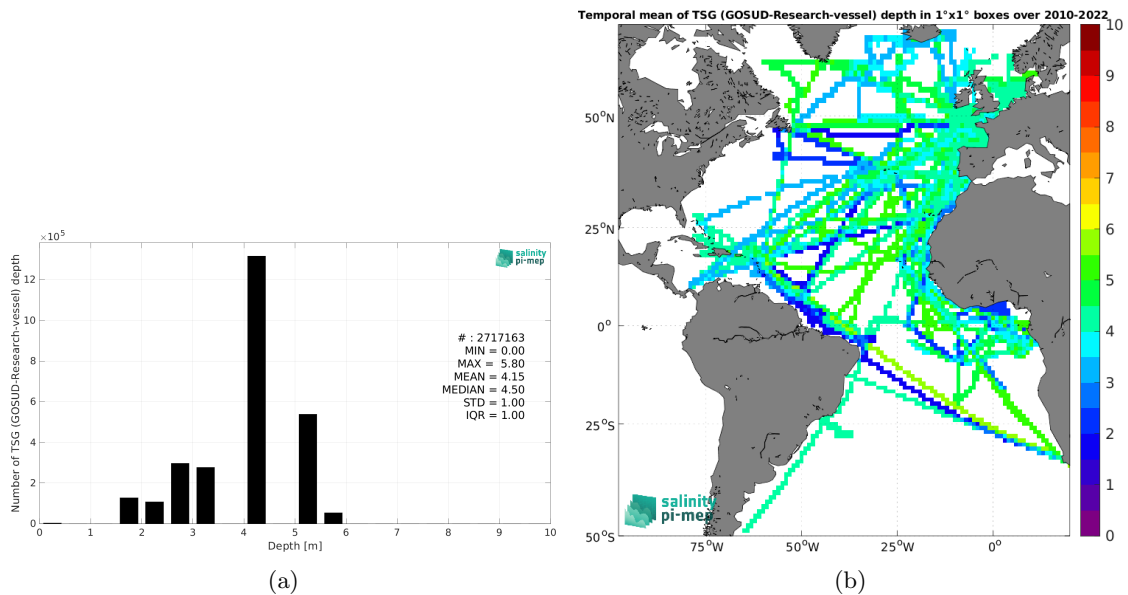 ×10⁵
12
10
8
6
4
2
0
Number of TSG (GOSUD-Research-vessel) depth
salinity
pi-mep
# : 2717163
MIN = 0.00
MAX = 5.80
MEAN = 4.15
MEDIAN = 4.50
STD = 1.00
IQR = 1.00
0 1 2 3 4 5 6 7 8 9 10
Depth [m]
(a)
Temporal mean of TSG (GOSUD-Research-vessel) depth in 1°x1° boxes over 2010-2022
50°N
25°N
0°
25°S
50°S
75°W 50°W 25°W 0°
salinity
pi-mep
10
9
8
7
6
5
4
3
2
1
0
(b)